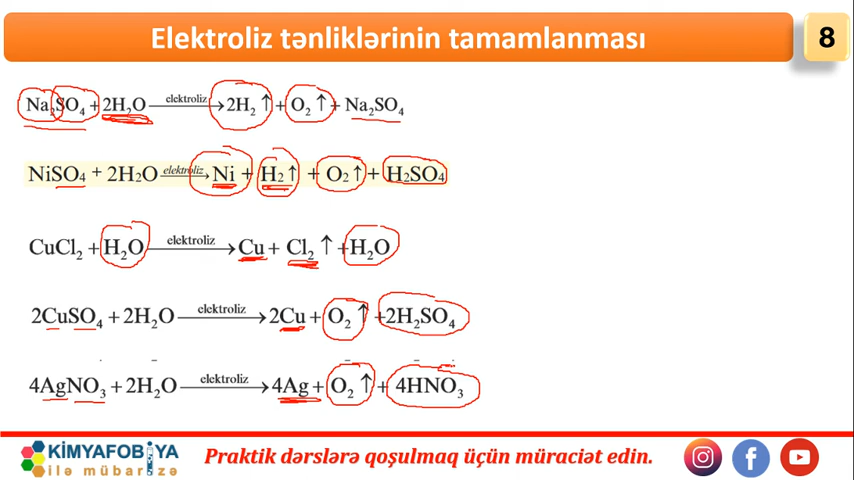 Elektroliz tənliklərinin tamamlanması
8
Na₂SO₄ + 2H₂O —elektroliz→ 2H₂ ↑ + O₂ ↑ + Na₂SO₄
NiSO₄ + 2H₂O —elektroliz→ Ni + H₂ ↑ + O₂ ↑ + H₂SO₄
CuCl₂ + H₂O —elektroliz→ Cu + Cl₂ ↑ + H₂O
2CuSO₄ + 2H₂O —elektroliz→ 2Cu + O₂ ↑ + 2H₂SO₄
4AgNO₃ + 2H₂O —elektroliz→ 4Ag + O₂ ↑ + 4HNO₃
KİMYAFOBİYA
ilə mübarizə
Praktik dərslərə qoşulmaq üçün müraciət edin.